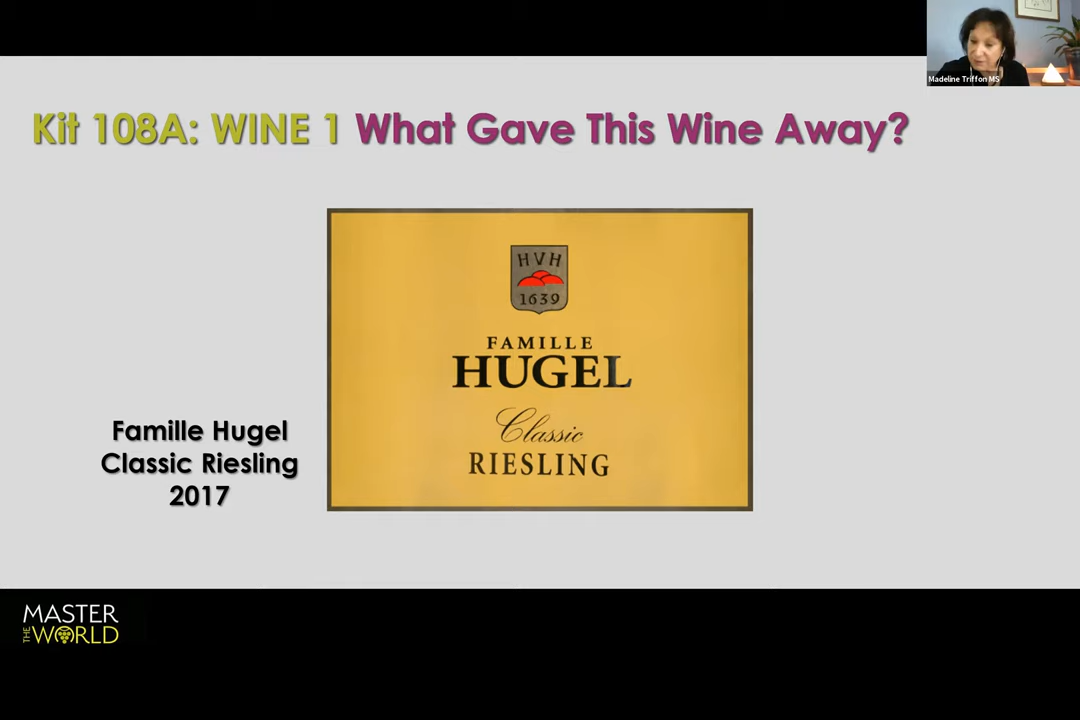 Madeline Triffon MS
Kit 108A: WINE 1 What Gave This Wine Away?
HVH
1639
FAMILLE
HUGEL
Classic
RIESLING
Famille Hugel
Classic Riesling
2017
MASTER
THE WORLD